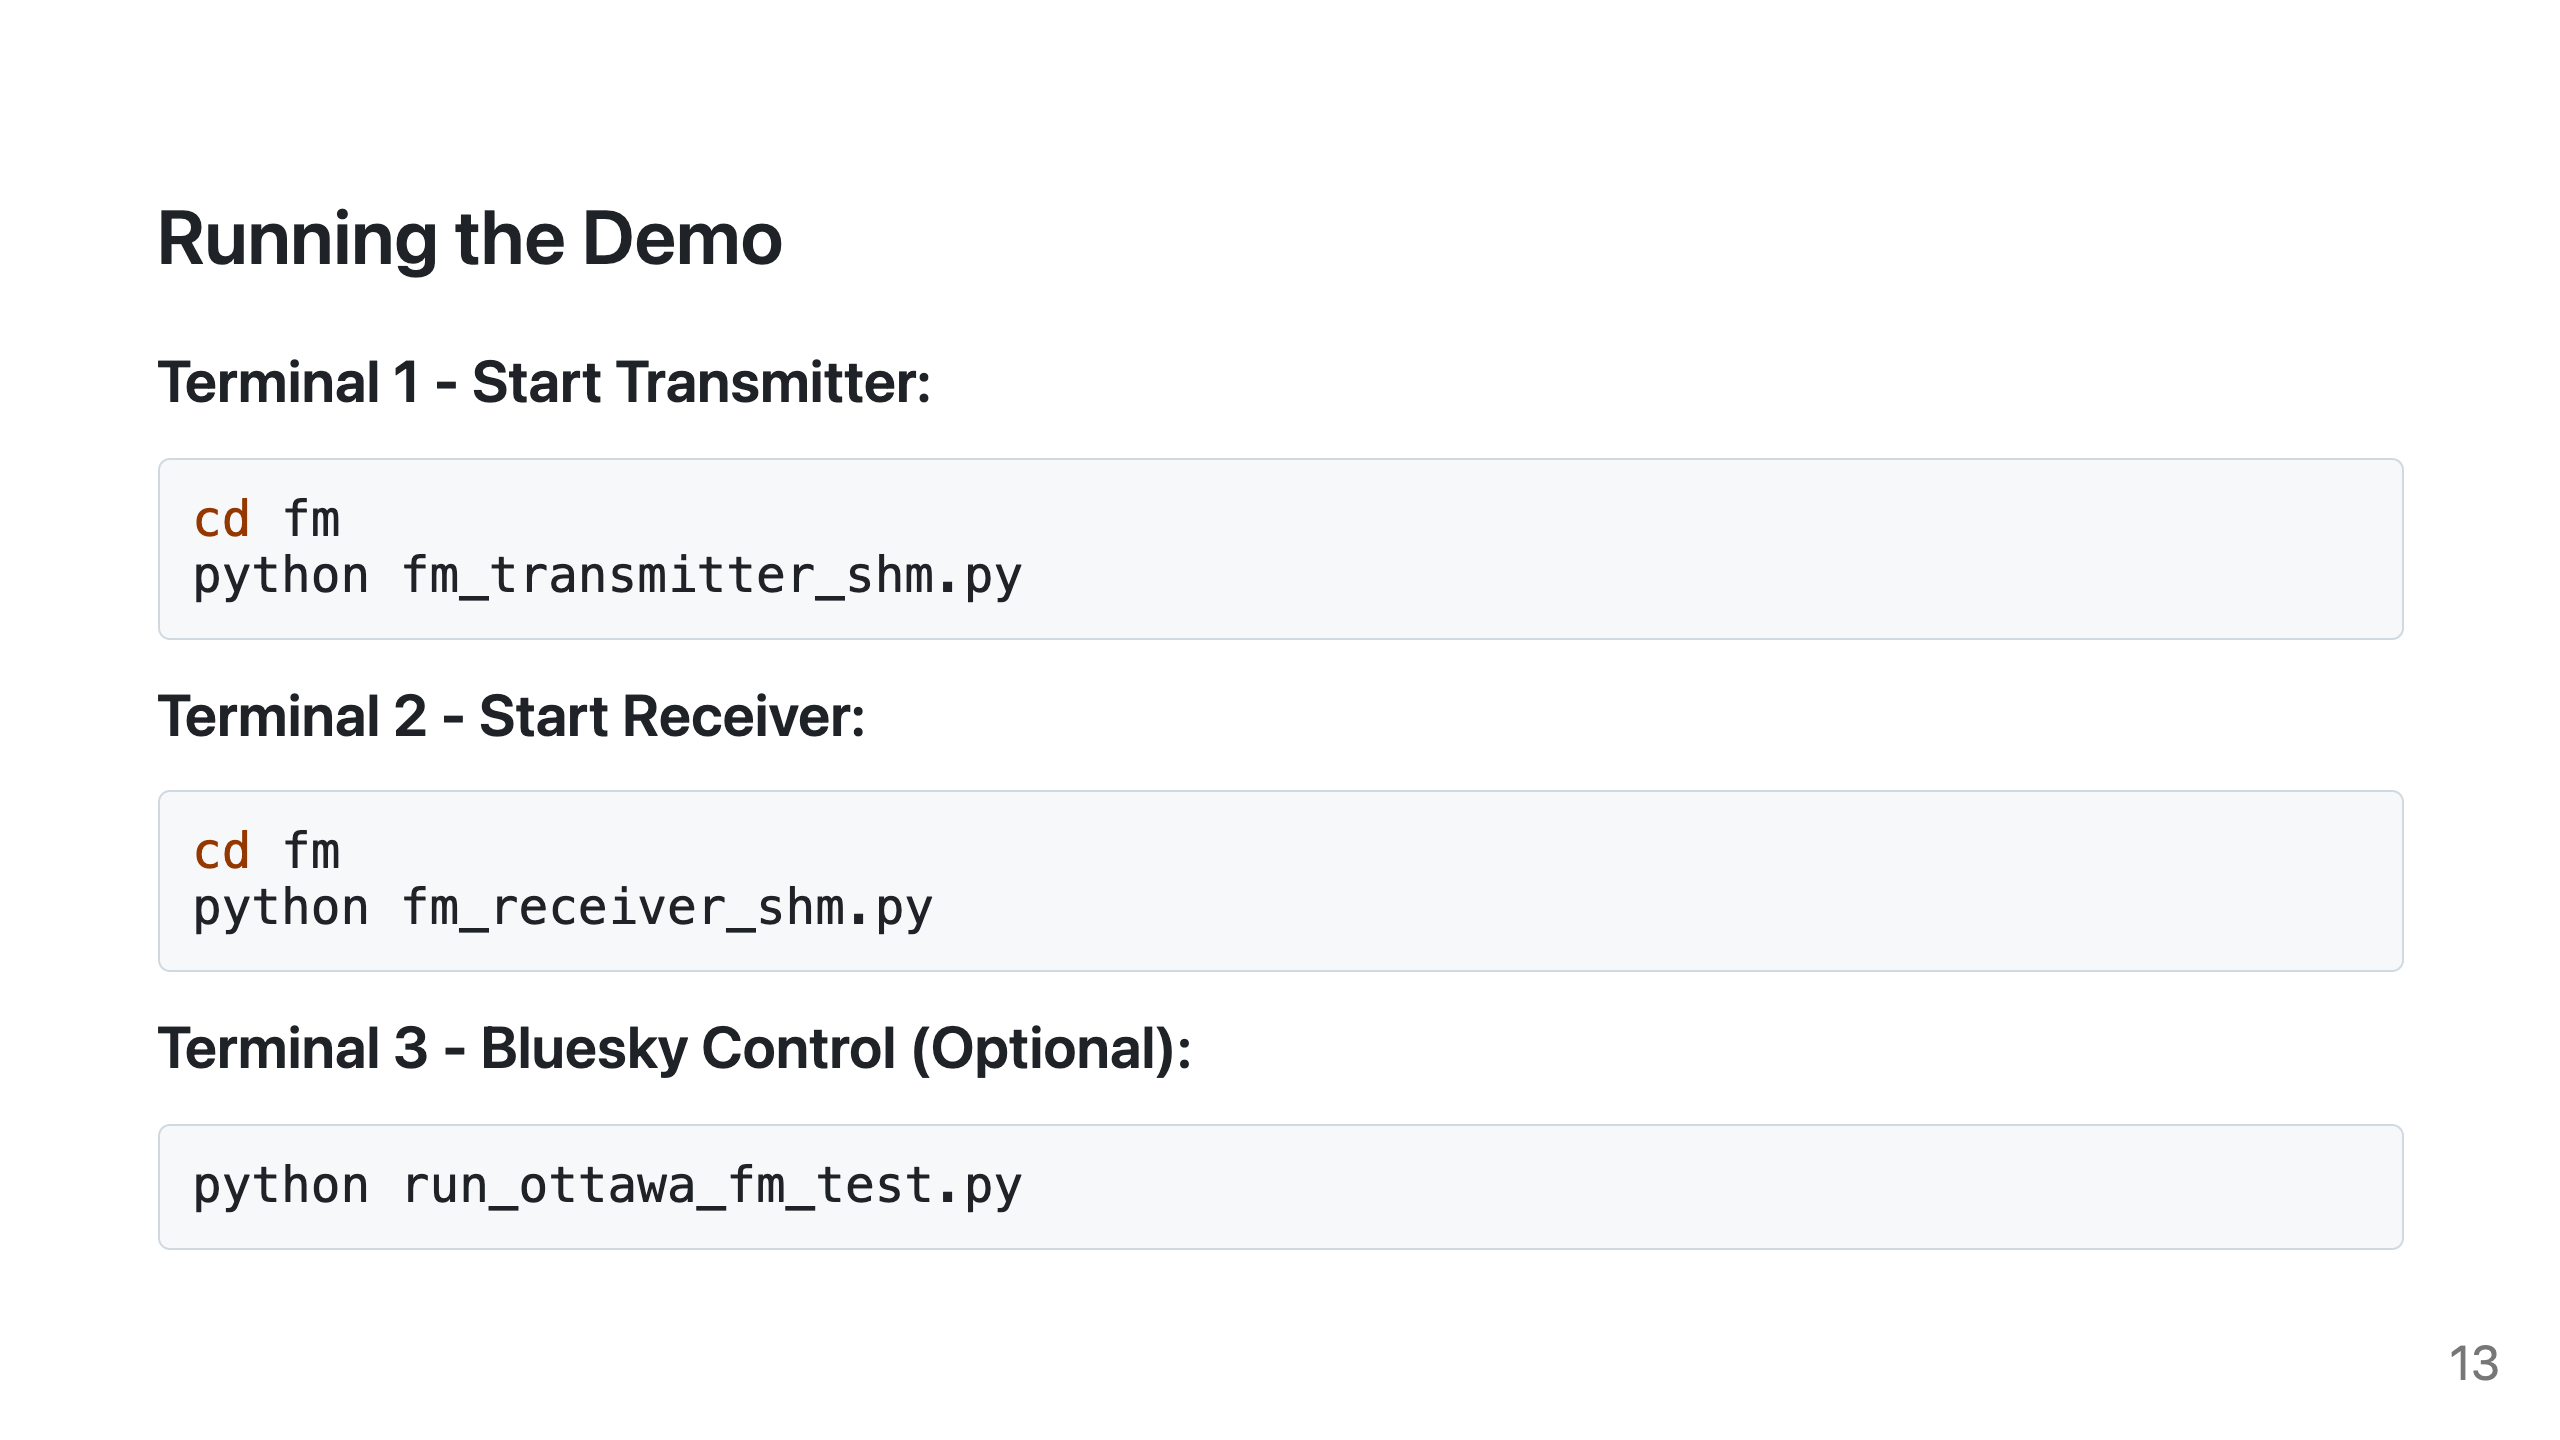 Running the Demo
Terminal 1 - Start Transmitter:
cd fm
python fm_transmitter_shm.py
Terminal 2 - Start Receiver:
cd fm
python fm_receiver_shm.py
Terminal 3 - Bluesky Control (Optional):
python run_ottawa_fm_test.py
13